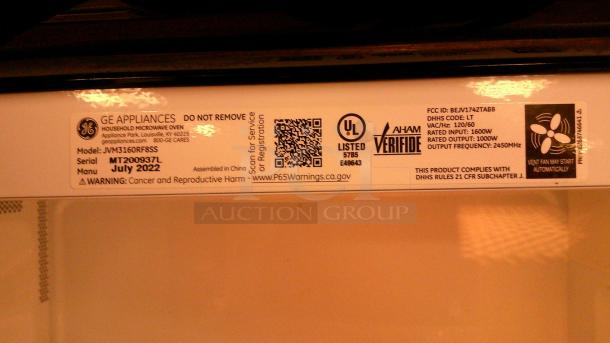 GE APPLIANCES DO NOT REMOVE
HOUSEHOLD MICROWAVE OVEN
Appliance Park, Louisville, KY 40225
geappliances.com 800-GE CARES
Model: JVM3160RF8SS
Serial MT200937L
Manu July 2022
Assembled in China
⚠WARNING: Cancer and Reproductive Harm - www.P65Warnings.ca.gov
Scan for Service
or Registration
UL
LISTED
57B5
E49643
AHAM
VERIFIDE
FCC ID: BEJV1742TABB
DHHS CODE: LT
VAC/Hz: 120/60
RATED INPUT: 1600W
RATED OUTPUT: 1000W
OUTPUT FREQUENCY: 2450MHz
THIS PRODUCT COMPLIES WITH
DHHS RULES 21 CFR SUBCHAPTER J.
VENT FAN MAY START
AUTOMATICALLY
AUCTION GROUP